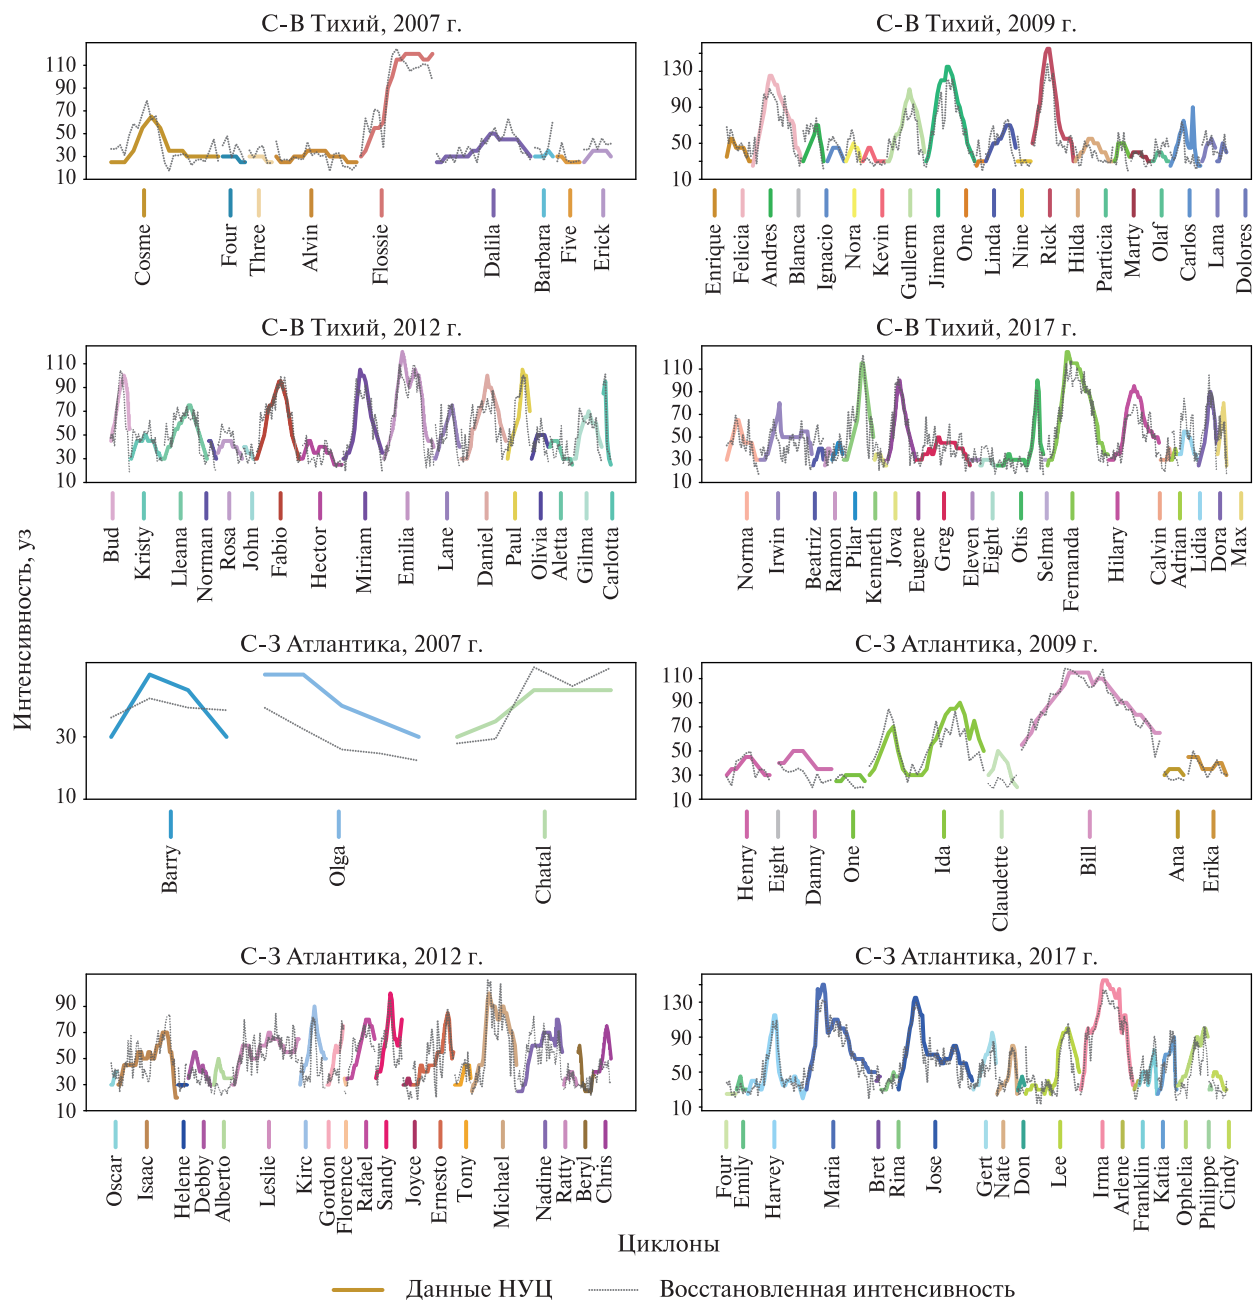 С-В Тихий, 2007 г.
110
90
70
50
30
10
Cosme
Four
Three
Alvin
Flossie
Dalila
Barbara
Five
Erick
С-В Тихий, 2009 г.
130
90
50
10
Enrique
Felicia
Andres
Blanca
Ignacio
Nora
Kevin
Gullerm
Jimena
One
Linda
Nine
Rick
Hilda
Particia
Marty
Olaf
Carlos
Lana
Dolores
С-В Тихий, 2012 г.
110
90
70
50
30
10
Bud
Kristy
Lleana
Norman
Rosa
John
Fabio
Hector
Miriam
Emilia
Lane
Daniel
Paul
Olivia
Aletta
Gilma
Carlotta
С-В Тихий, 2017 г.
110
90
70
50
30
10
Norma
Irwin
Beatriz
Ramon
Pilar
Kenneth
Jova
Eugene
Greg
Eleven
Eight
Otis
Selma
Fernanda
Hilary
Calvin
Adrian
Lidia
Dora
Max
Интенсивность, уз
С-З Атлантика, 2007 г.
30
10
Barry
Olga
Chatal
С-З Атлантика, 2009 г.
110
90
70
50
30
10
Henry
Eight
Danny
One
Ida
Claudette
Bill
Ana
Erika
С-З Атлантика, 2012 г.
90
70
50
30
10
Oscar
Isaac
Helene
Debby
Alberto
Leslie
Kirc
Gordon
Florence
Rafael
Sandy
Joyce
Ernesto
Tony
Michael
Nadine
Ratty
Beryl
Chris
С-З Атлантика, 2017 г.
130
90
50
10
Four
Emily
Harvey
Maria
Bret
Rina
Jose
Gert
Nate
Don
Lee
Irma
Arlene
Franklin
Katia
Ophelia
Philippe
Cindy
Циклоны
Данные НУЦ
Восстановленная интенсивность